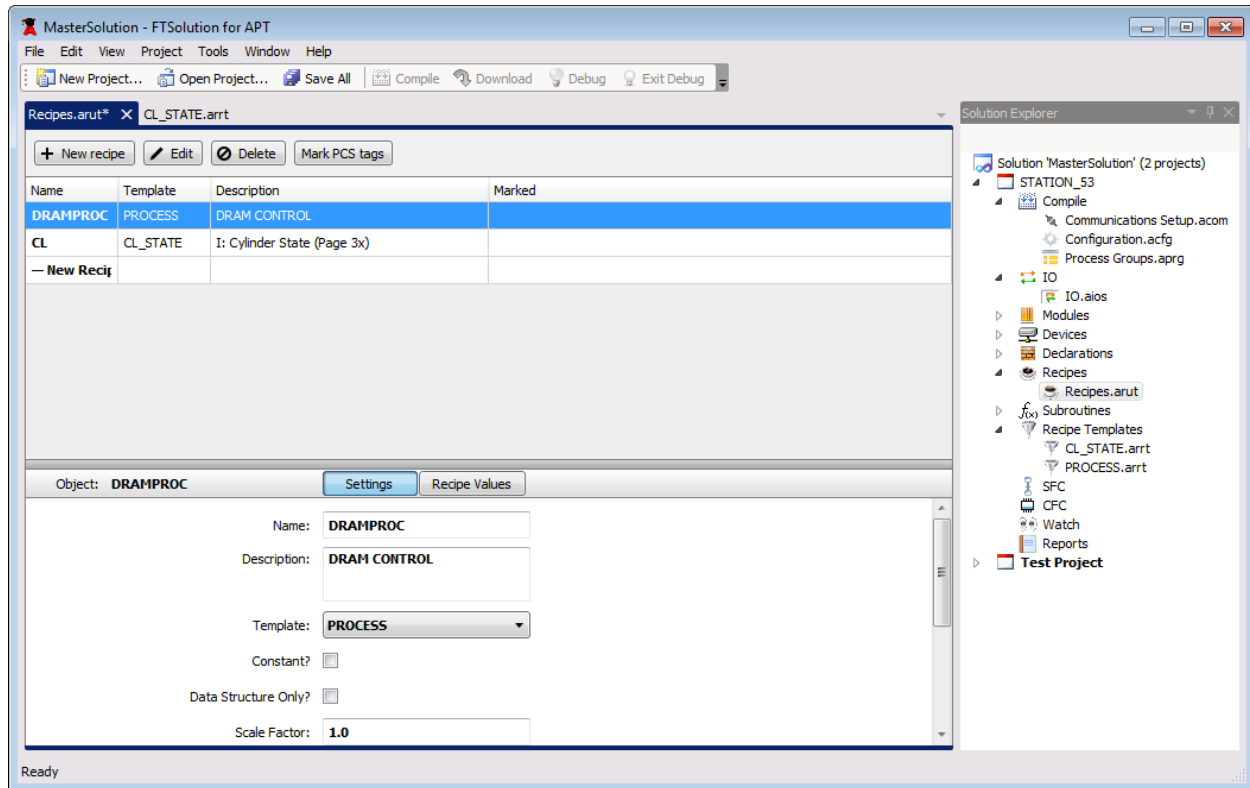 MasterSolution - FTSolution for APT
File Edit View Project Tools Window Help
New Project... Open Project... Save All Compile Download Debug Exit Debug
Recipes.arut* CL_STATE.arrt
+ New recipe Edit Delete Mark PCS tags
Name Template Description Marked
DRAMPROC PROCESS DRAM CONTROL
CL CL_STATE I: Cylinder State (Page 3x)
— New Recip
Object: DRAMPROC Settings Recipe Values
Name: DRAMPROC
Description: DRAM CONTROL
Template: PROCESS
Constant?
Data Structure Only?
Scale Factor: 1.0
Solution Explorer
Solution 'MasterSolution' (2 projects)
STATION_53
Compile
Communications Setup.acom
Configuration.acfg
Process Groups.aprg
IO
IO.aios
Modules
Devices
Declarations
Recipes
Recipes.arut
f(x) Subroutines
Recipe Templates
CL_STATE.arrt
PROCESS.arrt
SFC
CFC
Watch
Reports
Test Project
Ready